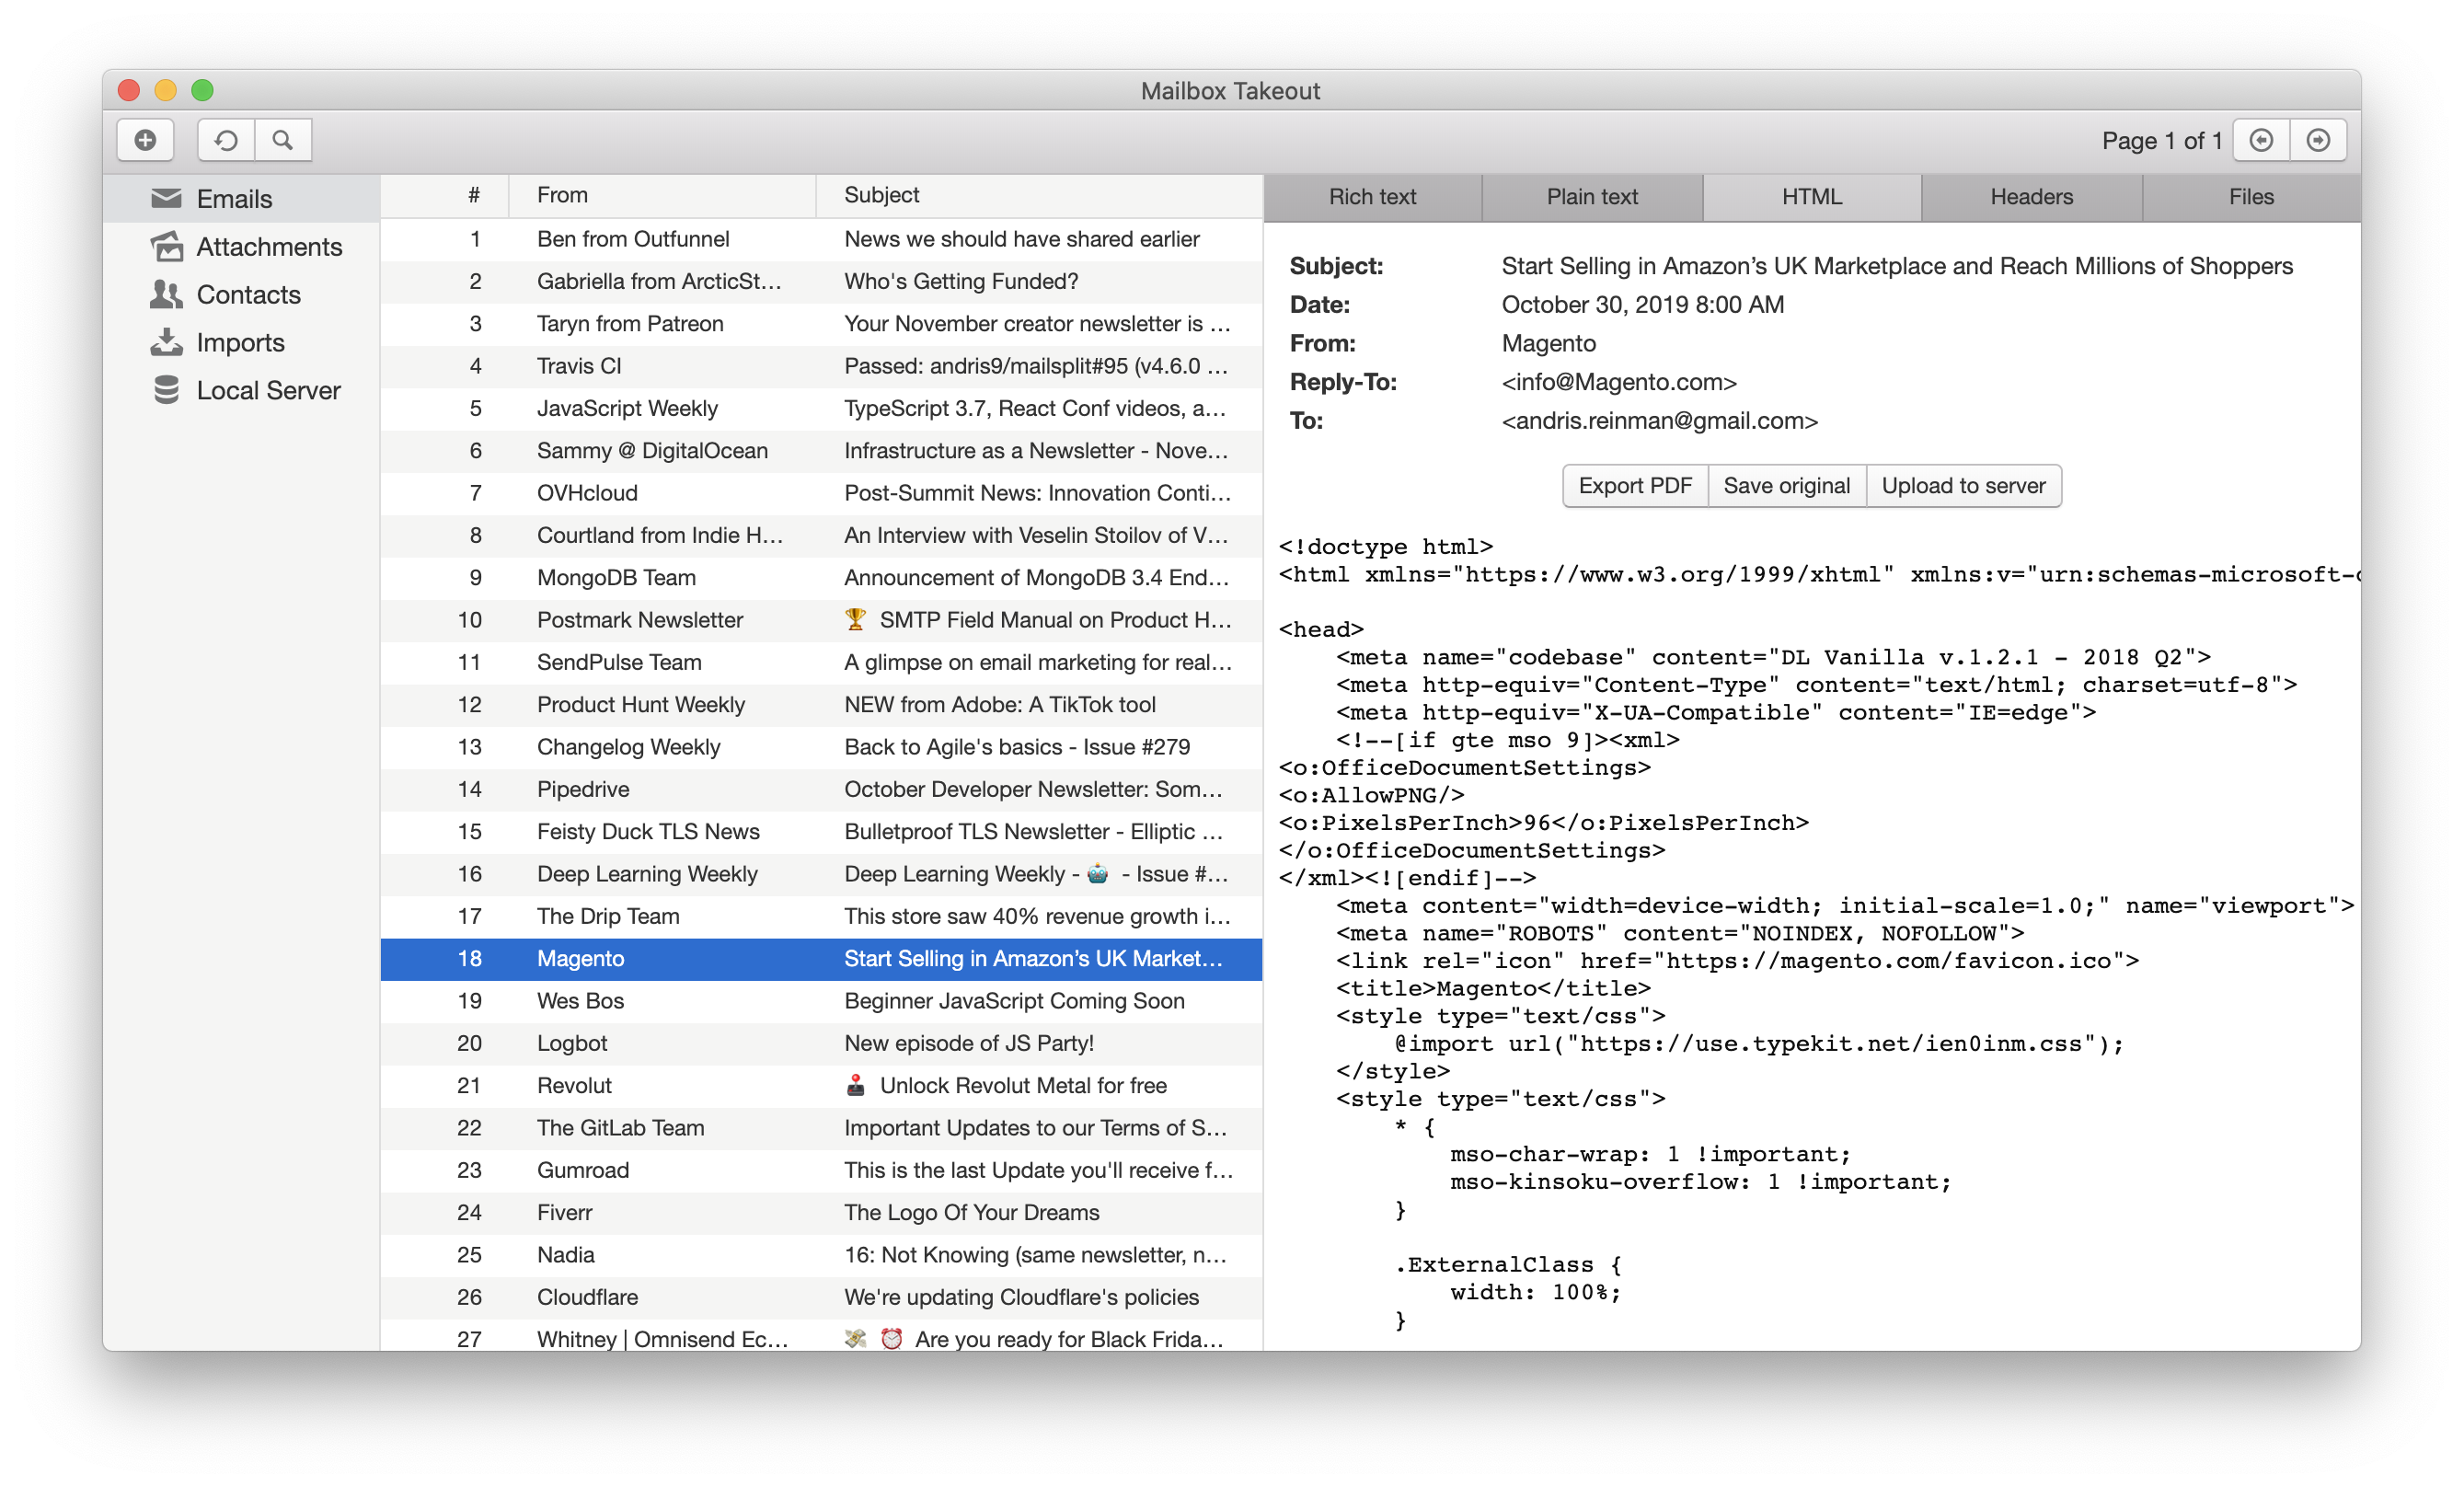 Mailbox Takeout
Page 1 of 1
Emails
Attachments
Contacts
Imports
Local Server
# From Subject
1 Ben from Outfunnel News we should have shared earlier
2 Gabriella from ArcticSt… Who's Getting Funded?
3 Taryn from Patreon Your November creator newsletter is …
4 Travis CI Passed: andris9/mailsplit#95 (v4.6.0 …
5 JavaScript Weekly TypeScript 3.7, React Conf videos, a…
6 Sammy @ DigitalOcean Infrastructure as a Newsletter - Nove…
7 OVHcloud Post-Summit News: Innovation Conti…
8 Courtland from Indie H… An Interview with Veselin Stoilov of V…
9 MongoDB Team Announcement of MongoDB 3.4 End…
10 Postmark Newsletter 🏆 SMTP Field Manual on Product H…
11 SendPulse Team A glimpse on email marketing for real…
12 Product Hunt Weekly NEW from Adobe: A TikTok tool
13 Changelog Weekly Back to Agile's basics - Issue #279
14 Pipedrive October Developer Newsletter: Som…
15 Feisty Duck TLS News Bulletproof TLS Newsletter - Elliptic …
16 Deep Learning Weekly Deep Learning Weekly - 🤖 - Issue #…
17 The Drip Team This store saw 40% revenue growth i…
18 Magento Start Selling in Amazon’s UK Market…
19 Wes Bos Beginner JavaScript Coming Soon
20 Logbot New episode of JS Party!
21 Revolut 🕹 Unlock Revolut Metal for free
22 The GitLab Team Important Updates to our Terms of S…
23 Gumroad This is the last Update you'll receive f…
24 Fiverr The Logo Of Your Dreams
25 Nadia 16: Not Knowing (same newsletter, n…
26 Cloudflare We're updating Cloudflare's policies
27 Whitney | Omnisend Ec… 💸 ⏰ Are you ready for Black Frida…
Rich text Plain text HTML Headers Files
Subject: Start Selling in Amazon’s UK Marketplace and Reach Millions of Shoppers
Date: October 30, 2019 8:00 AM
From: Magento
Reply-To: <info@Magento.com>
To: <andris.reinman@gmail.com>
Export PDF Save original Upload to server
<!doctype html>
<html xmlns="https://www.w3.org/1999/xhtml" xmlns:v="urn:schemas-microsoft-c
<head>
<meta name="codebase" content="DL Vanilla v.1.2.1 - 2018 Q2">
<meta http-equiv="Content-Type" content="text/html; charset=utf-8">
<meta http-equiv="X-UA-Compatible" content="IE=edge">
<!--[if gte mso 9]><xml>
<o:OfficeDocumentSettings>
<o:AllowPNG/>
<o:PixelsPerInch>96</o:PixelsPerInch>
</o:OfficeDocumentSettings>
</xml><![endif]-->
<meta content="width=device-width; initial-scale=1.0;" name="viewport">
<meta name="ROBOTS" content="NOINDEX, NOFOLLOW">
<link rel="icon" href="https://magento.com/favicon.ico">
<title>Magento</title>
<style type="text/css">
@import url("https://use.typekit.net/ien0inm.css");
</style>
<style type="text/css">
* {
mso-char-wrap: 1 !important;
mso-kinsoku-overflow: 1 !important;
}
.ExternalClass {
width: 100%;
}